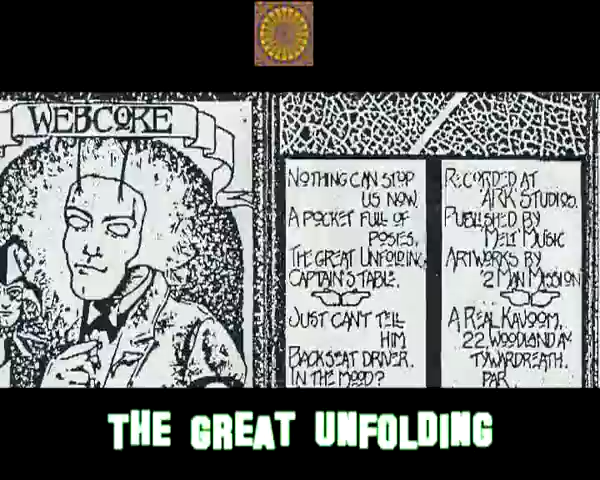 WEBCORE
NOTHING CAN STOP
US NOW.
A POCKET FULL OF
POSIES.
THE GREAT UNFOLDING.
CAPTAIN'S TABLE.
JUST CAN'T TELL
HIM
BACKSEAT DRIVER.
IN THE MOOD?
RECORDED AT
ARK STUDIOS.
PUBLISHED BY
MELT MUSIC
ARTWORKS BY
2 MAN MISSION
A REAL KAVOOM,
22 WOODLAND AV
TYWARDREATH.
PAR
THE GREAT UNFOLDING